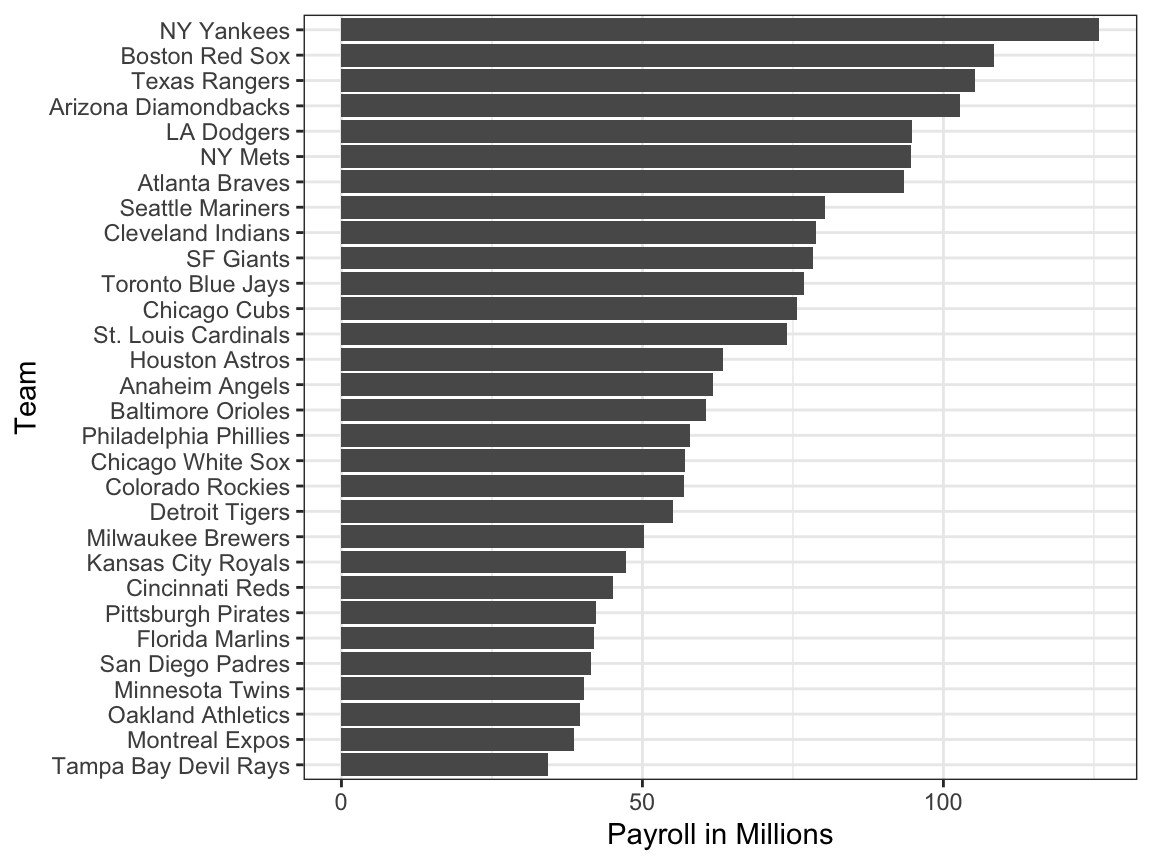 NY Yankees
Boston Red Sox
Texas Rangers
Arizona Diamondbacks
LA Dodgers
NY Mets
Atlanta Braves
Seattle Mariners
Cleveland Indians
SF Giants
Toronto Blue Jays
Chicago Cubs
St. Louis Cardinals
Houston Astros
Anaheim Angels
Baltimore Orioles
Philadelphia Phillies
Chicago White Sox
Colorado Rockies
Detroit Tigers
Milwaukee Brewers
Kansas City Royals
Cincinnati Reds
Pittsburgh Pirates
Florida Marlins
San Diego Padres
Minnesota Twins
Oakland Athletics
Montreal Expos
Tampa Bay Devil Rays
Team
0 50 100
Payroll in Millions